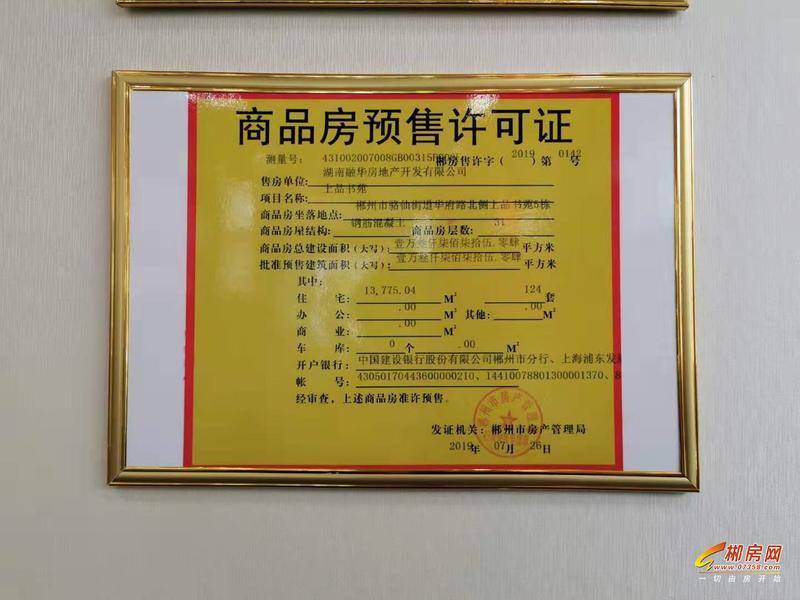 商品房预售许可证
测量号: 431002007008GB00315 郴房售许字( 2019 )第 0142 号
售房单位: 湖南融华房地产开发有限公司
项目名称: 上品书苑
商品房坐落地点: 郴州市骆仙街道华府路北侧上品书苑5栋
商品房屋结构: 钢筋混凝土 商品房层数: 31
商品房总建设面积(大写): 壹万叁仟柒佰柒拾伍.零肆 平方米
批准预售建筑面积(大写): 壹万叁仟柒佰柒拾伍.零肆 平方米
其中:
住 宅: 13,775.04 M² 124 套
办 公: .00 M² 其他: .00 M²
商 业: .00 M²
车 库: 0 个 .00 M²
开户银行: 中国建设银行股份有限公司郴州市分行、上海浦东发展
帐 号: 43050170443600000210、14410078801300001370、8
经审查,上述商品房准许预售。
发证机关: 郴州市房产管理局
2019 年 07 月 26 日
郴州市房产管理局
郴房网
www.07358.com
一切由房开始